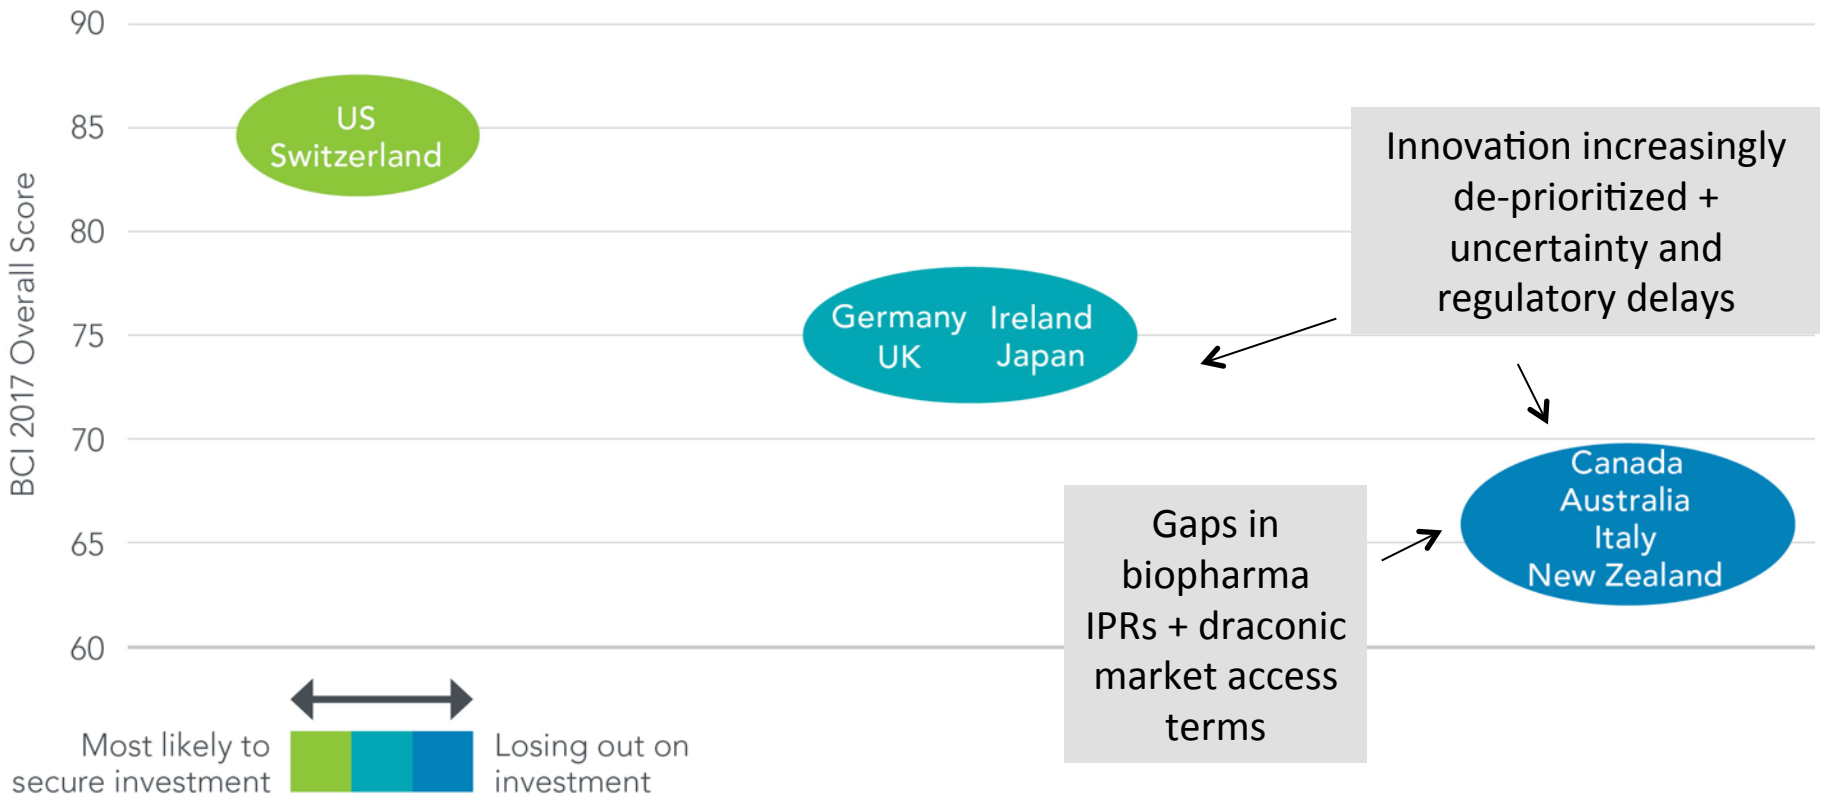 BCI 2017 Overall Score
90
85
80
75
70
65
60
US
Switzerland
Germany Ireland
UK Japan
Innovation increasingly
de-prioritized +
uncertainty and
regulatory delays
Canada
Australia
Italy
New Zealand
Gaps in
biopharma
IPRs + draconic
market access
terms
Most likely to
secure investment
Losing out on
investment